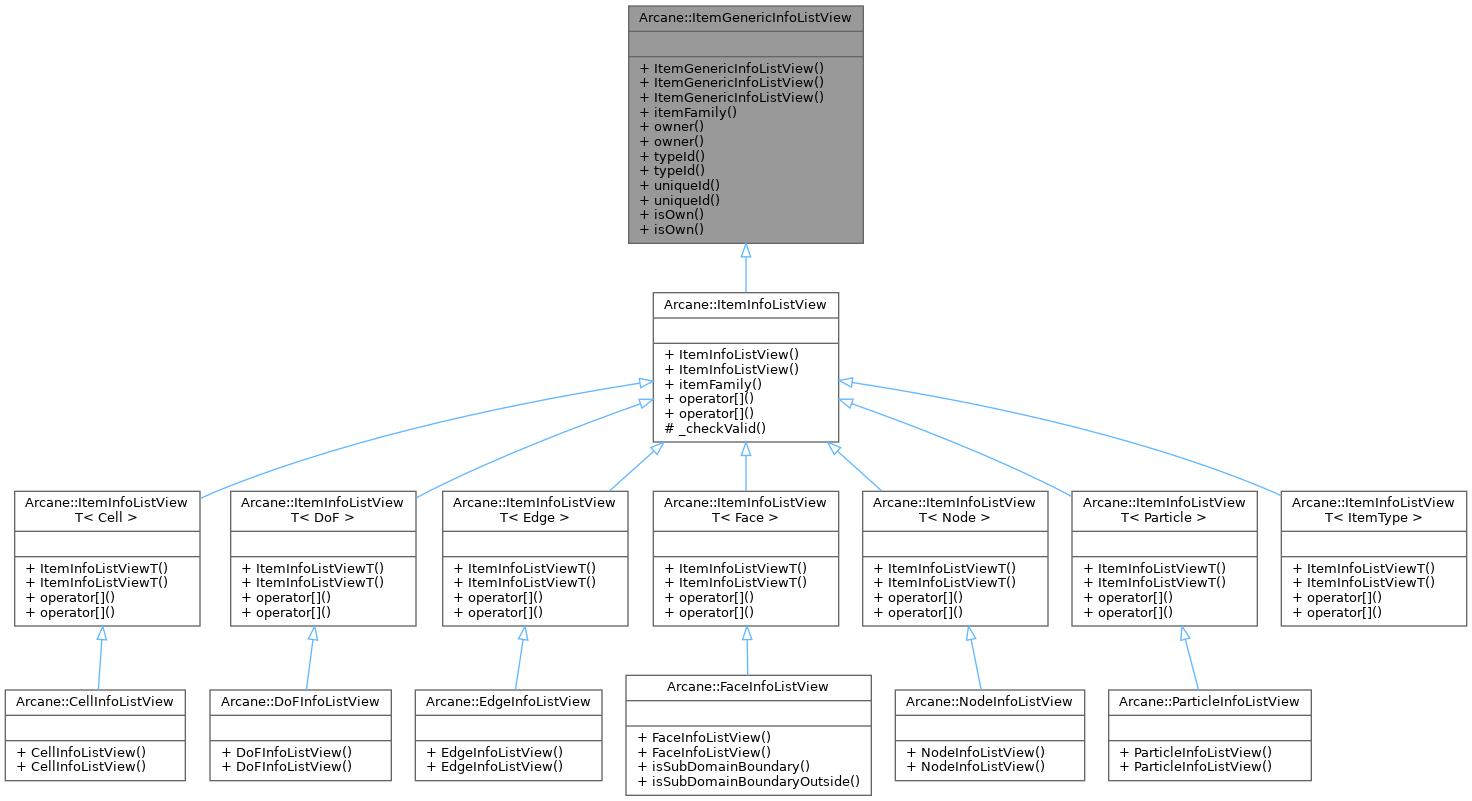 Arcane::ItemGenericInfoListView
+ ItemGenericInfoListView()
+ ItemGenericInfoListView()
+ ItemGenericInfoListView()
+ itemFamily()
+ owner()
+ owner()
+ typeId()
+ typeId()
+ uniqueId()
+ uniqueId()
+ isOwn()
+ isOwn()
Arcane::ItemInfoListView
+ ItemInfoListView()
+ ItemInfoListView()
+ itemFamily()
+ operator[]()
+ operator[]()
# _checkValid()
Arcane::ItemInfoListView
T< Cell >
+ ItemInfoListViewT()
+ ItemInfoListViewT()
+ operator[]()
+ operator[]()
Arcane::ItemInfoListView
T< DoF >
+ ItemInfoListViewT()
+ ItemInfoListViewT()
+ operator[]()
+ operator[]()
Arcane::ItemInfoListView
T< Edge >
+ ItemInfoListViewT()
+ ItemInfoListViewT()
+ operator[]()
+ operator[]()
Arcane::ItemInfoListView
T< Face >
+ ItemInfoListViewT()
+ ItemInfoListViewT()
+ operator[]()
+ operator[]()
Arcane::ItemInfoListView
T< Node >
+ ItemInfoListViewT()
+ ItemInfoListViewT()
+ operator[]()
+ operator[]()
Arcane::ItemInfoListView
T< Particle >
+ ItemInfoListViewT()
+ ItemInfoListViewT()
+ operator[]()
+ operator[]()
Arcane::ItemInfoListView
T< ItemType >
+ ItemInfoListViewT()
+ ItemInfoListViewT()
+ operator[]()
+ operator[]()
Arcane::CellInfoListView
+ CellInfoListView()
+ CellInfoListView()
Arcane::DoFInfoListView
+ DoFInfoListView()
+ DoFInfoListView()
Arcane::EdgeInfoListView
+ EdgeInfoListView()
+ EdgeInfoListView()
Arcane::FaceInfoListView
+ FaceInfoListView()
+ FaceInfoListView()
+ isSubDomainBoundary()
+ isSubDomainBoundaryOutside()
Arcane::NodeInfoListView
+ NodeInfoListView()
+ NodeInfoListView()
Arcane::ParticleInfoListView
+ ParticleInfoListView()
+ ParticleInfoListView()